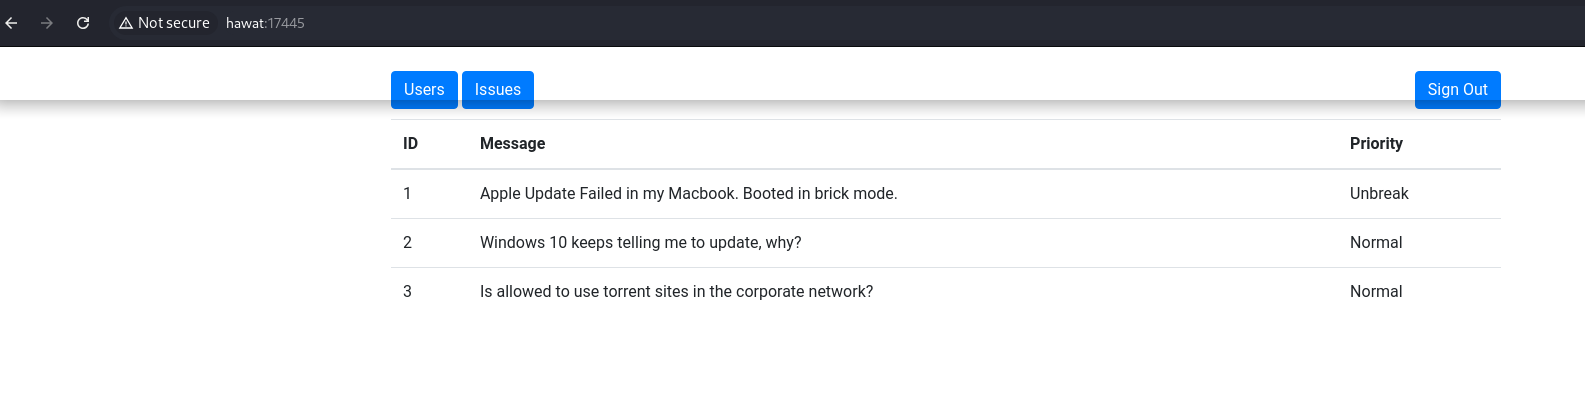 Not secure hawat:17445
Users Issues Sign Out
ID Message Priority
1 Apple Update Failed in my Macbook. Booted in brick mode. Unbreak
2 Windows 10 keeps telling me to update, why? Normal
3 Is allowed to use torrent sites in the corporate network? Normal